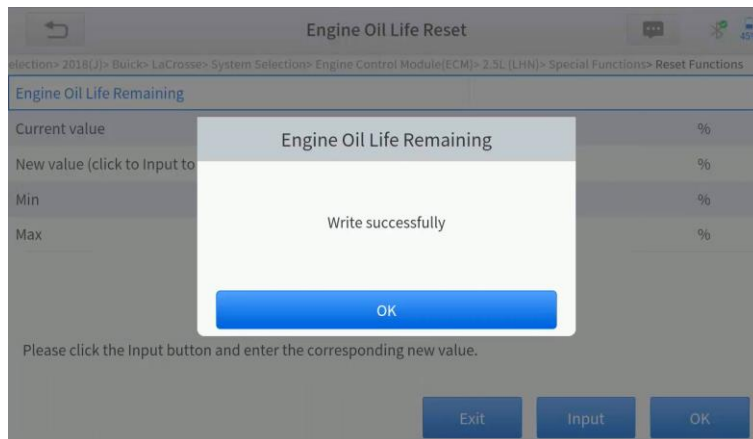 Engine Oil Life Reset
45%
election> 2018(J)> Buick> LaCrosse> System Selection> Engine Control Module(ECM)> 2.5L [LHN]> Special Functions> Reset Functions
Engine Oil Life Remaining
Current value %
New value (click to Input to %
Min %
Max %
Engine Oil Life Remaining
Write successfully
OK
Please click the Input button and enter the corresponding new value.
Exit Input OK